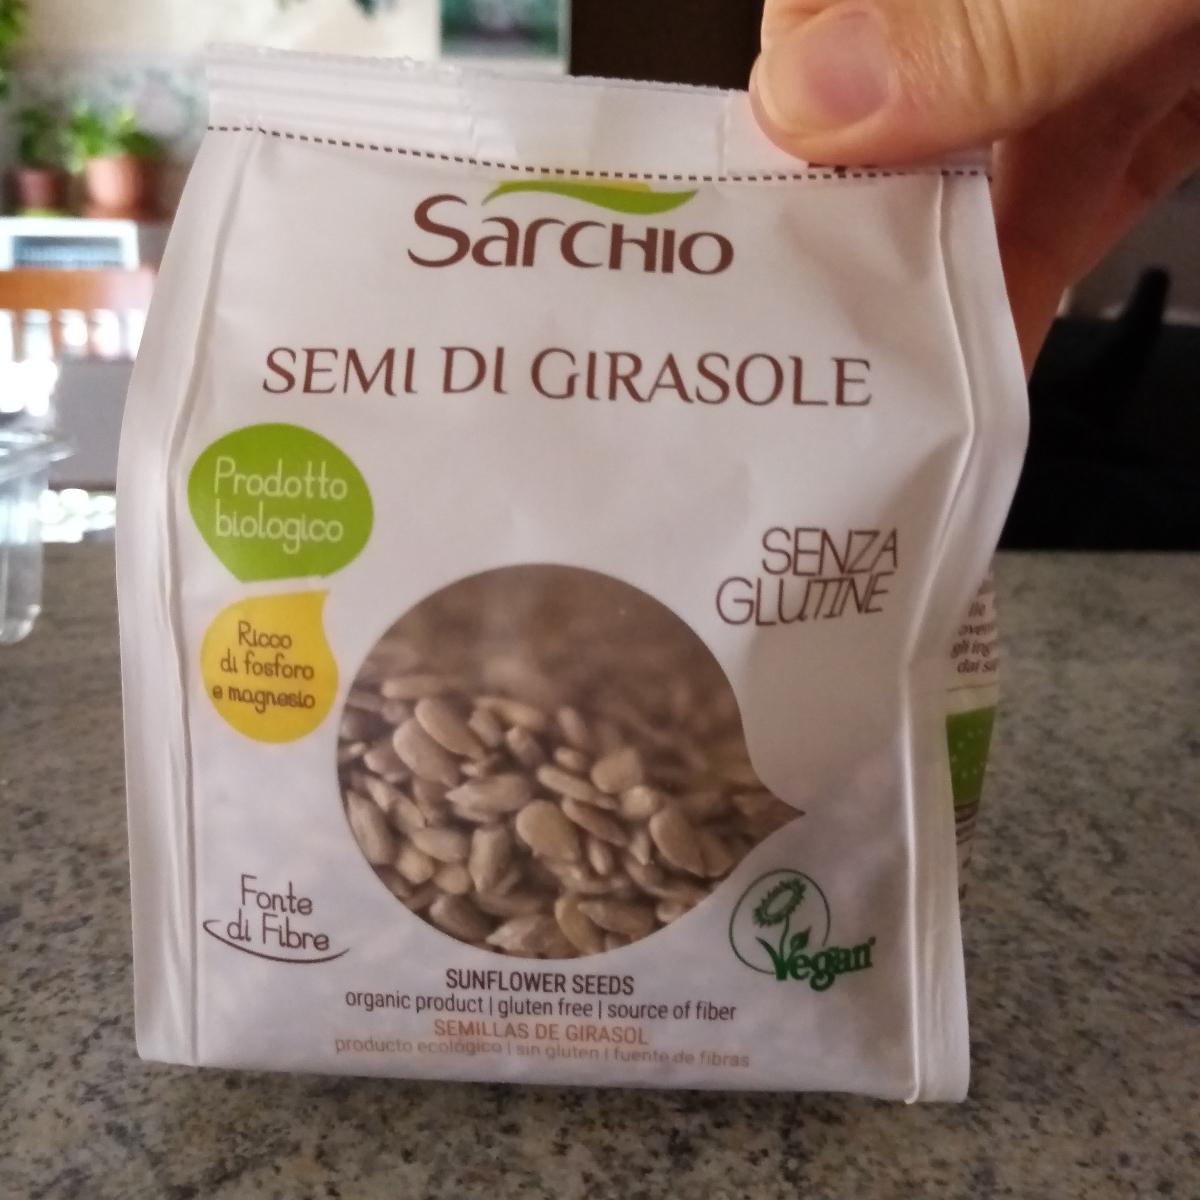 Sarchio
SEMI DI GIRASOLE
Prodotto
biologico
Ricco
di fosforo
e magnesio
SENZA
GLUTINE
Fonte
di Fibre
Vegan
SUNFLOWER SEEDS
organic product | gluten free | source of fiber
SEMILLAS DE GIRASOL
producto ecológico | sin gluten | fuente de fibras